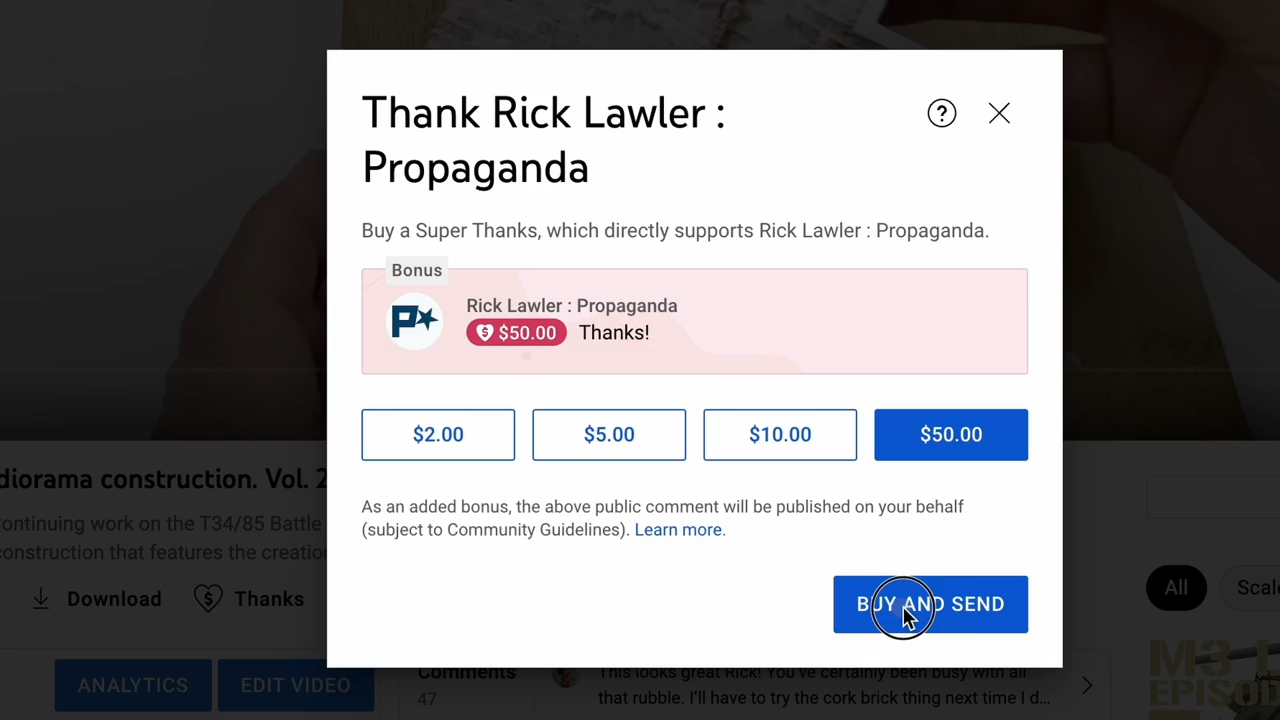 Thank Rick Lawler :
Propaganda
Buy a Super Thanks, which directly supports Rick Lawler : Propaganda.
Bonus
Rick Lawler : Propaganda
$50.00 Thanks!
$2.00 $5.00 $10.00 $50.00
As an added bonus, the above public comment will be published on your behalf
(subject to Community Guidelines). Learn more.
BUY AND SEND
diorama construction. Vol. 2
Continuing work on the T34/85 Battle
construction that features the
Download Thanks
All
ANALYTICS EDIT VIDEO
Comments
47
This looks great Rick! You've certainly been busy with all
that rubble. I'll have to try the cork brick thing next time I d...
M3